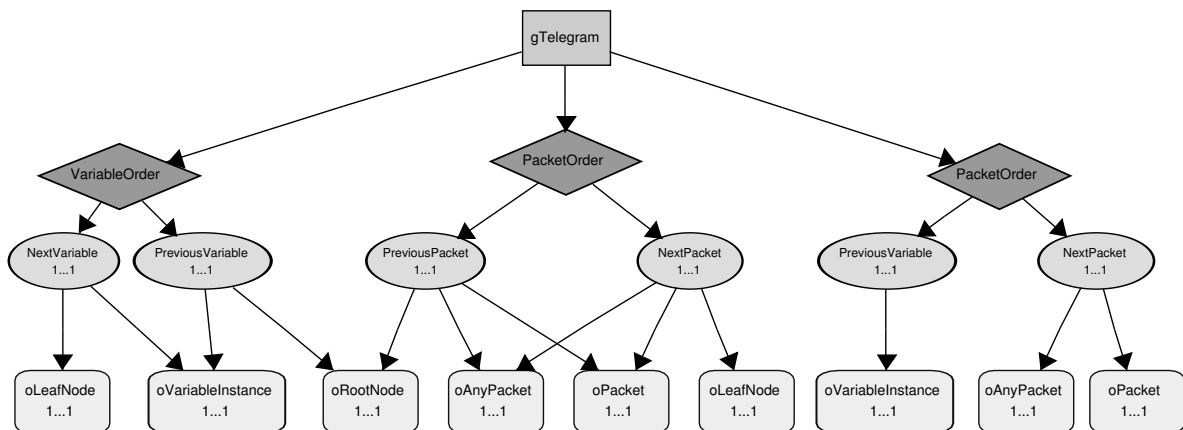 gTelegram
VariableOrder
PacketOrder
PacketOrder
NextVariable
1...1
PreviousVariable
1...1
PreviousPacket
1...1
NextPacket
1...1
PreviousVariable
1...1
NextPacket
1...1
oLeafNode
1...1
oVariableInstance
1...1
oRootNode
1...1
oAnyPacket
1...1
oPacket
1...1
oLeafNode
1...1
oVariableInstance
1...1
oAnyPacket
1...1
oPacket
1...1